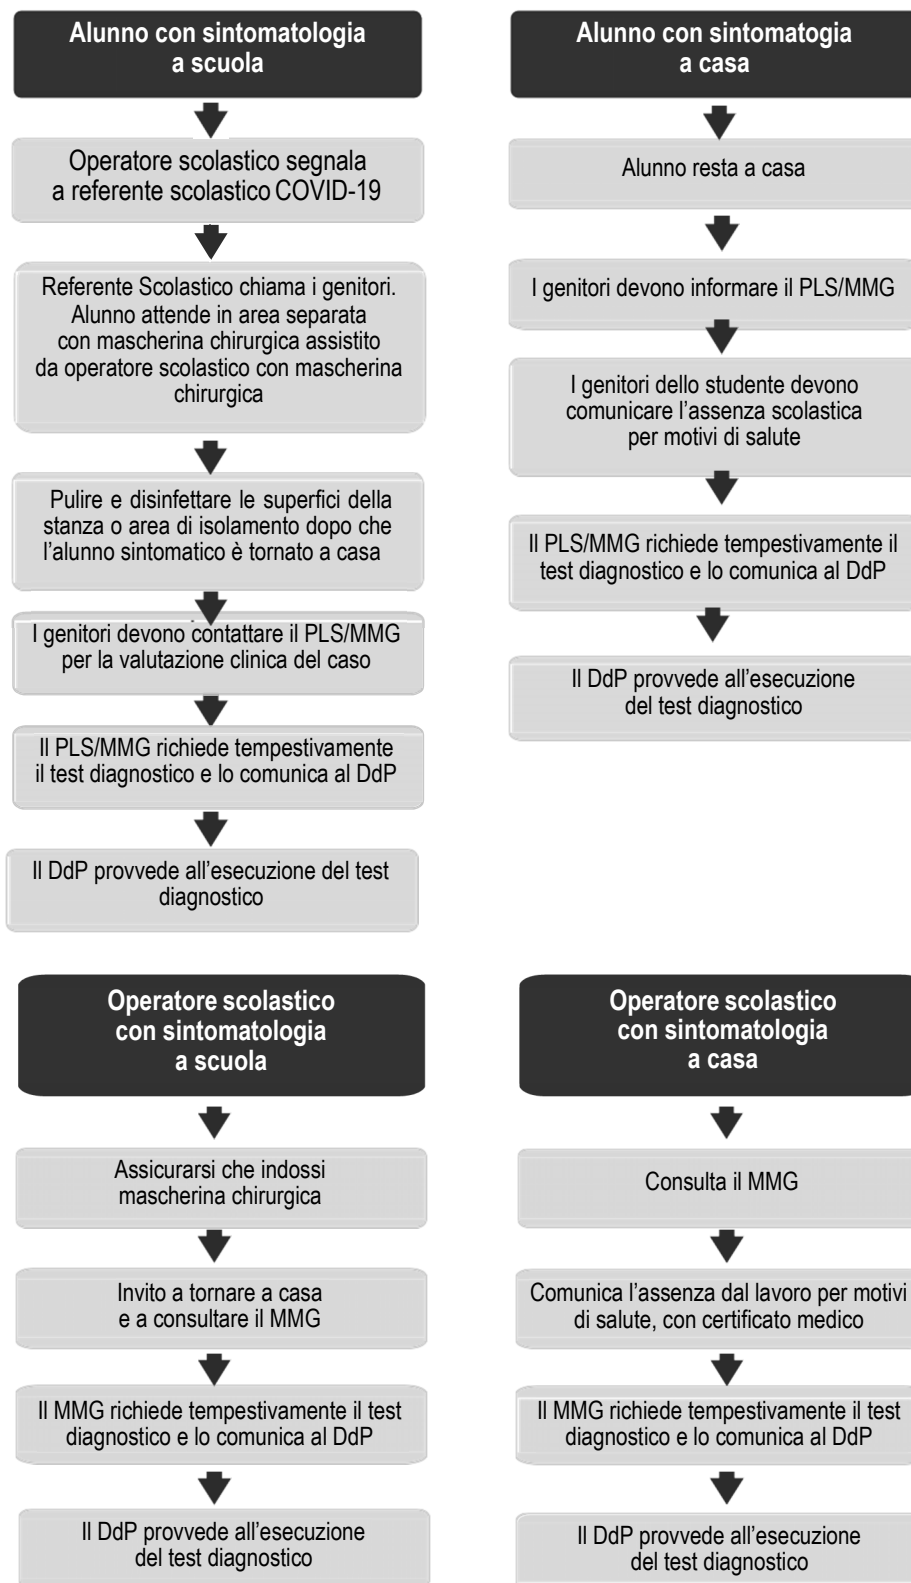 Alunno con sintomatologia
a scuola
Operatore scolastico segnala
a referente scolastico COVID-19
Referente Scolastico chiama i genitori.
Alunno attende in area separata
con mascherina chirurgica assistito
da operatore scolastico con mascherina
chirurgica
Pulire e disinfettare le superfici della
stanza o area di isolamento dopo che
l’alunno sintomatico è tornato a casa
I genitori devono contattare il PLS/MMG
per la valutazione clinica del caso
Il PLS/MMG richiede tempestivamente
il test diagnostico e lo comunica al DdP
Il DdP provvede all’esecuzione del test
diagnostico
Alunno con sintomatogia
a casa
Alunno resta a casa
I genitori devono informare il PLS/MMG
I genitori dello studente devono
comunicare l’assenza scolastica
per motivi di salute
Il PLS/MMG richiede tempestivamente il
test diagnostico e lo comunica al DdP
Il DdP provvede all’esecuzione
del test diagnostico
Operatore scolastico
con sintomatologia
a scuola
Assicurarsi che indossi
mascherina chirurgica
Invito a tornare a casa
e a consultare il MMG
Il MMG richiede tempestivamente il test
diagnostico e lo comunica al DdP
Il DdP provvede all’esecuzione
del test diagnostico
Operatore scolastico
con sintomatologia
a casa
Consulta il MMG
Comunica l’assenza dal lavoro per motivi
di salute, con certificato medico
Il MMG richiede tempestivamente il test
diagnostico e lo comunica al DdP
Il DdP provvede all’esecuzione
del test diagnostico